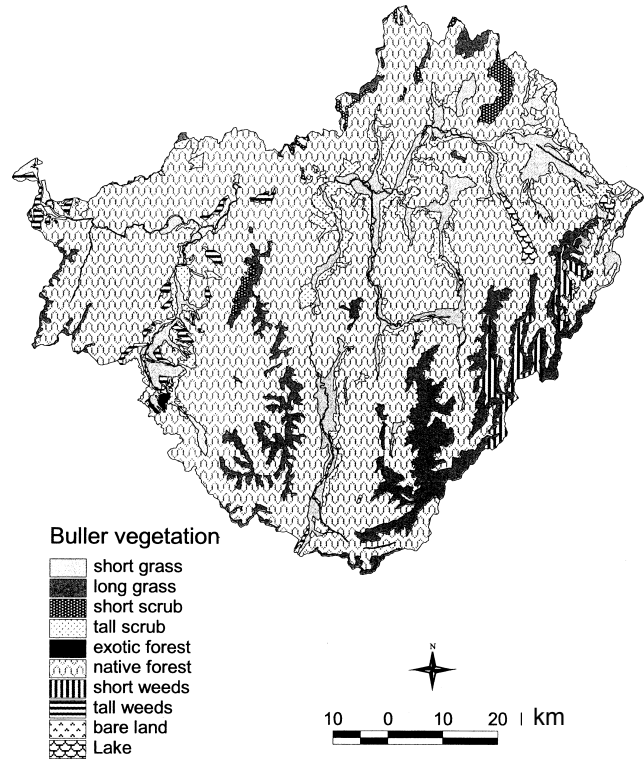 Buller vegetation
short grass
long grass
short scrub
tall scrub
exotic forest
native forest
short weeds
tall weeds
bare land
Lake
N
10 0 10 20 km